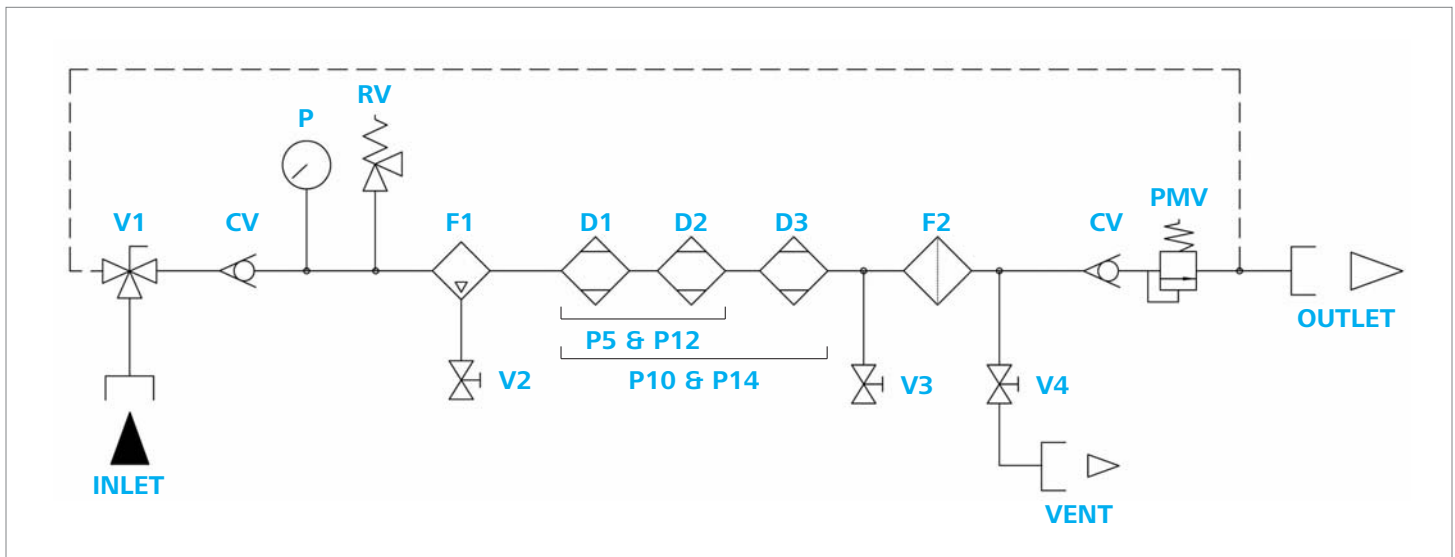 RV
P
PMV
V1
CV
F1
D1
D2
D3
F2
CV
OUTLET
P5 & P12
P10 & P14
V2
V3
V4
INLET
VENT